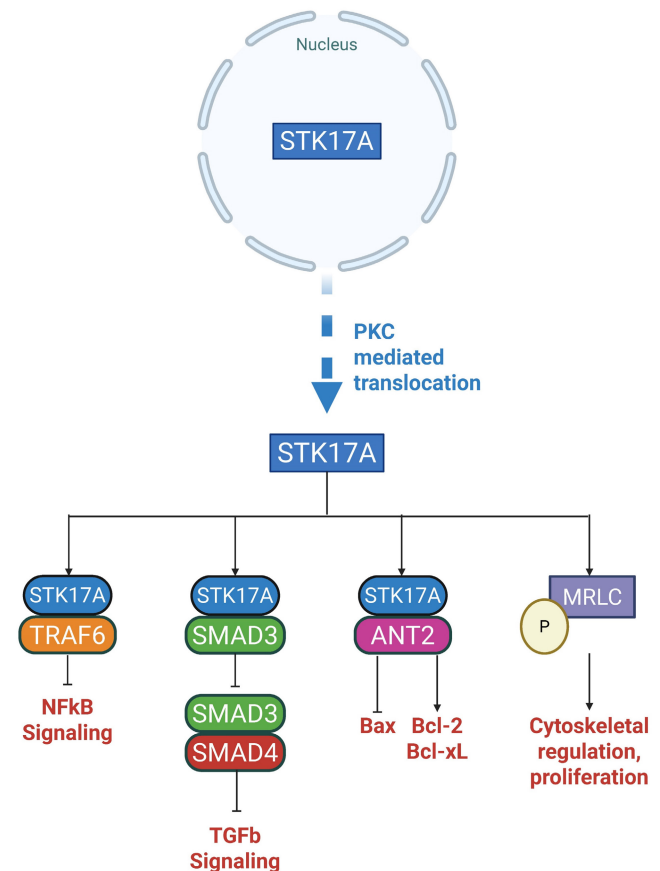 Nucleus
STK17A
PKC
mediated
translocation
STK17A
STK17A
TRAF6
NFkB
Signaling
STK17A
SMAD3
SMAD3
SMAD4
TGFb
Signaling
STK17A
ANT2
Bax
Bcl-2
Bcl-xL
MRLC
P
Cytoskeletal
regulation,
proliferation